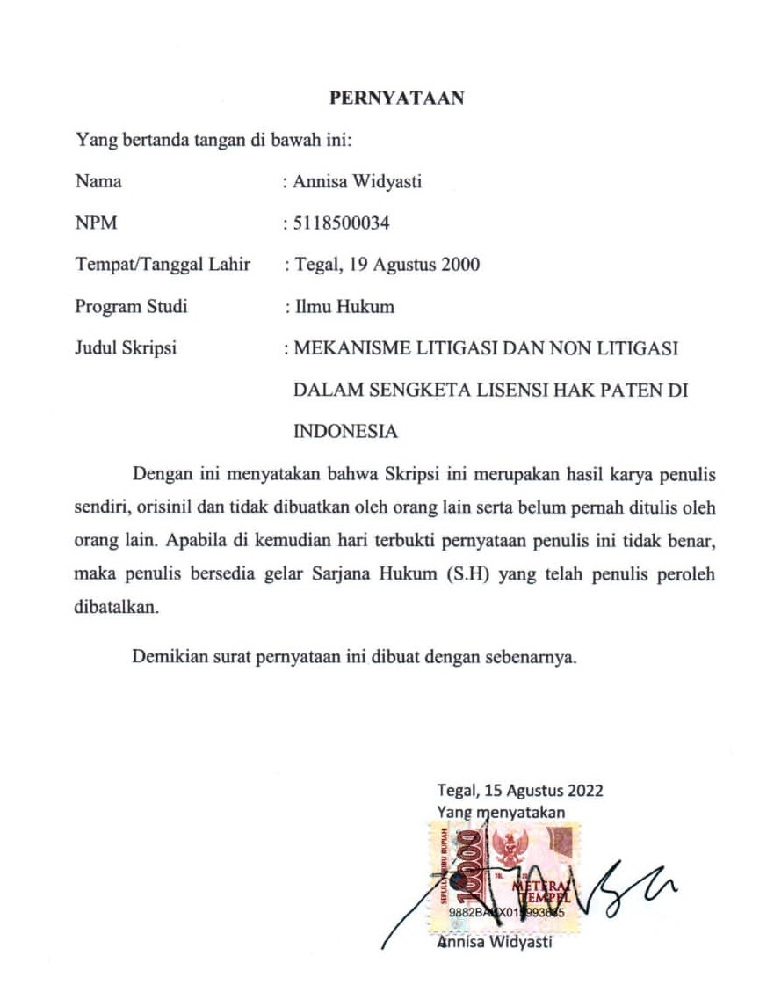 PERNYATAAN
Yang bertanda tangan di bawah ini:
Nama : Annisa Widyasti
NPM : 5118500034
Tempat/Tanggal Lahir : Tegal, 19 Agustus 2000
Program Studi : Ilmu Hukum
Judul Skripsi : MEKANISME LITIGASI DAN NON LITIGASI
DALAM SENGKETA LISENSI HAK PATEN DI
INDONESIA
Dengan ini menyatakan bahwa Skripsi ini merupakan hasil karya penulis
sendiri, orisinil dan tidak dibuatkan oleh orang lain serta belum pernah ditulis oleh
orang lain. Apabila di kemudian hari terbukti pernyataan penulis ini tidak benar,
maka penulis bersedia gelar Sarjana Hukum (S.H) yang telah penulis peroleh
dibatalkan.
Demikian surat pernyataan ini dibuat dengan sebenarnya.
Tegal, 15 Agustus 2022
Yang menyatakan
SEPULUH RIBU RUPIAH
10000
METERAI
TEMPEL
Annisa Widyasti